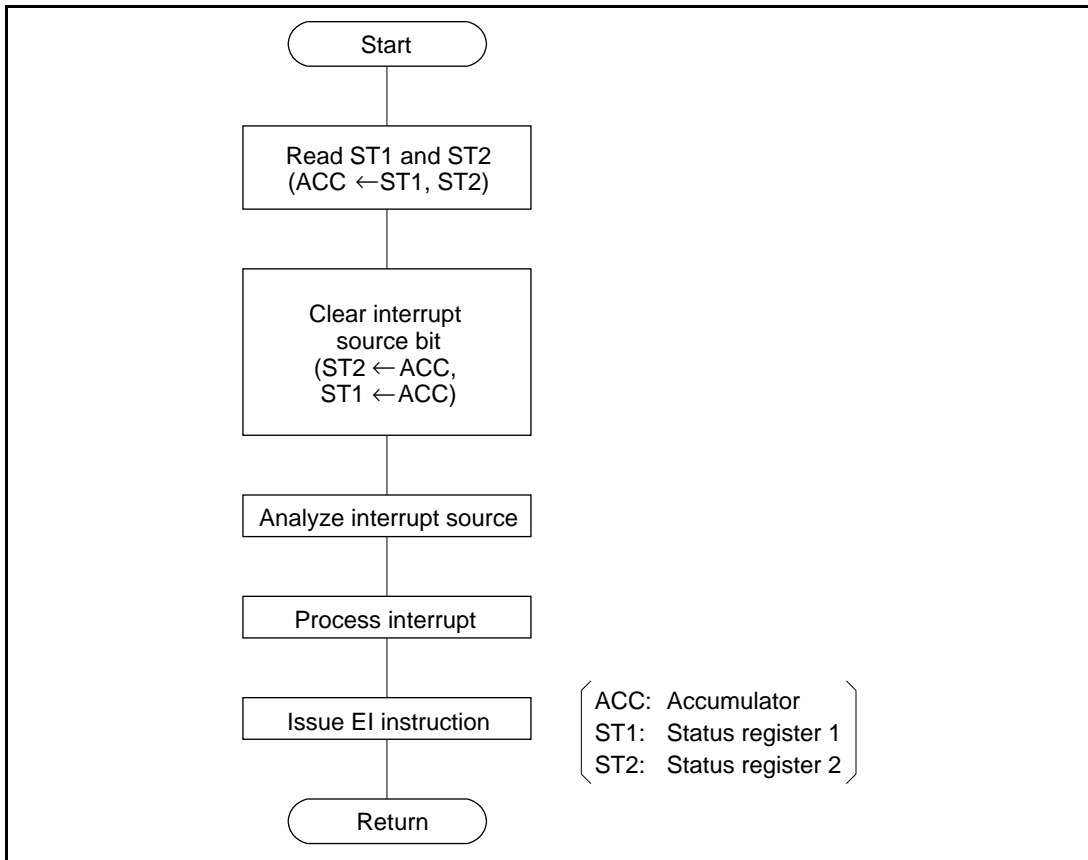 Start
Read ST1 and ST2
(ACC ←ST1, ST2)
Clear interrupt
source bit
(ST2 ←ACC,
ST1 ←ACC)
Analyze interrupt source
Process interrupt
Issue EI instruction
ACC: Accumulator
ST1: Status register 1
ST2: Status register 2
Return